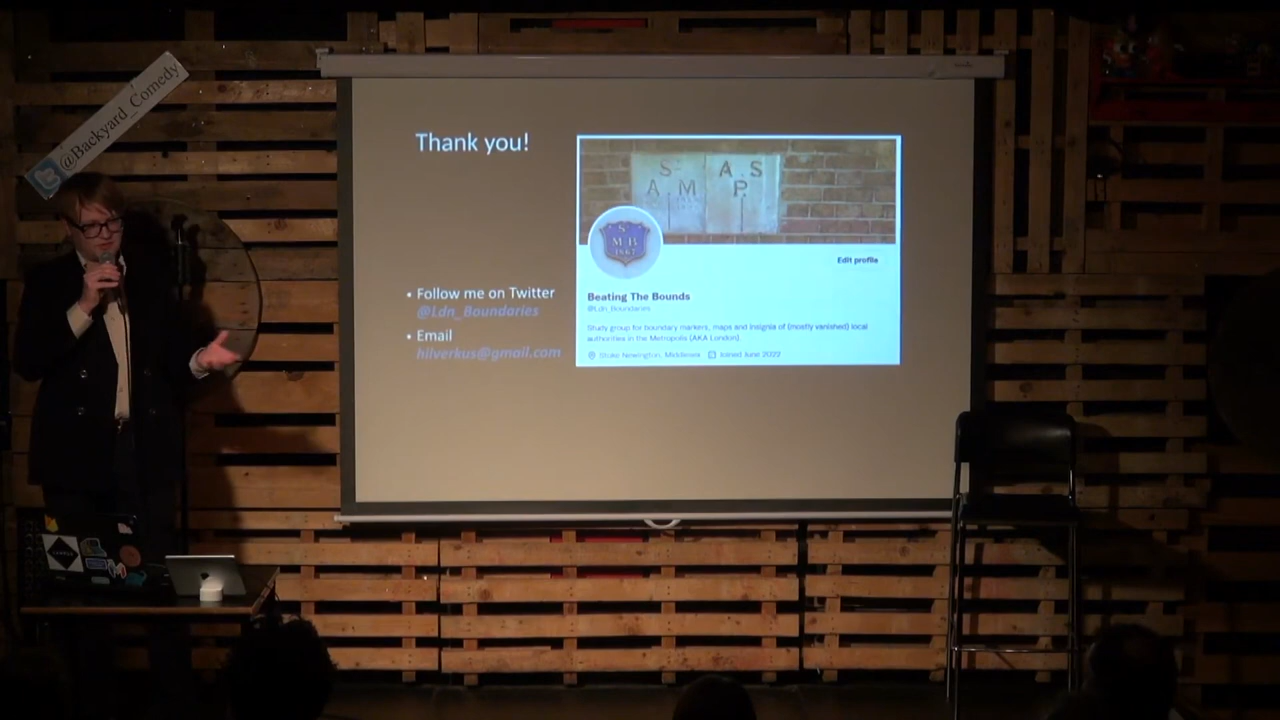 @Backyard_Comedy
Thank you!
S^T A.S
A.M P.
S^T
M B
1867
Edit profile
Beating The Bounds
@Ldn_Boundaries
Study group for boundary markers, maps and insignia of (mostly vanished) local
authorities in the Metropolis (AKA London)
Stoke Newington, Middlesex Joined June 2022
• Follow me on Twitter
@Ldn_Boundaries
• Email
hilverkus@gmail.com